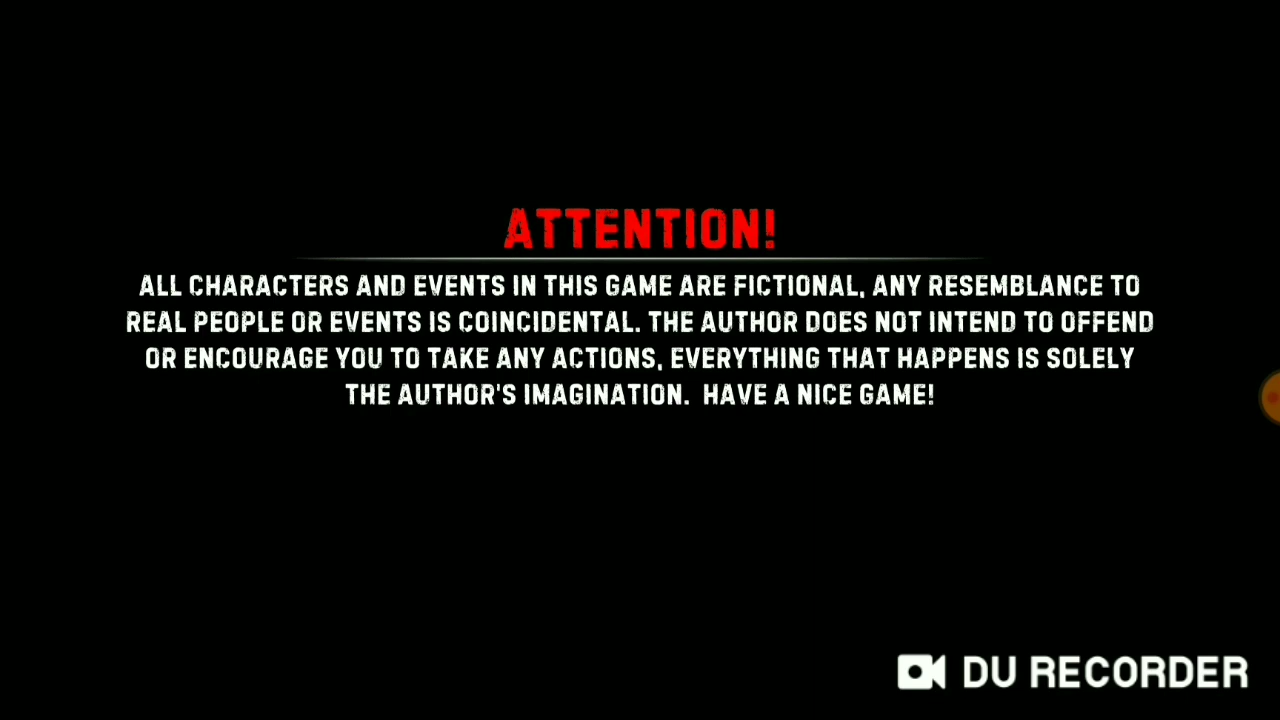 ATTENTION!
ALL CHARACTERS AND EVENTS IN THIS GAME ARE FICTIONAL, ANY RESEMBLANCE TO
REAL PEOPLE OR EVENTS IS COINCIDENTAL. THE AUTHOR DOES NOT INTEND TO OFFEND
OR ENCOURAGE YOU TO TAKE ANY ACTIONS, EVERYTHING THAT HAPPENS IS SOLELY
THE AUTHOR'S IMAGINATION.  HAVE A NICE GAME!
DU RECORDER